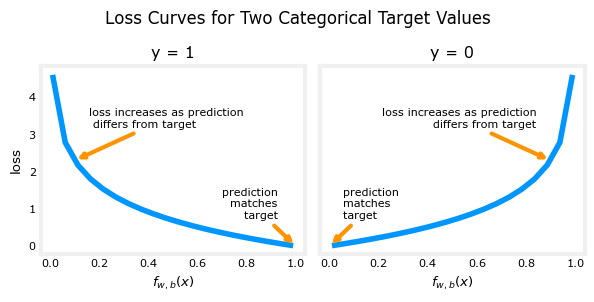 Loss Curves for Two Categorical Target Values
y = 1
loss
4
3
2
1
0
loss increases as prediction
differs from target
prediction
matches
target
0.0 0.2 0.4 0.6 0.8 1.0
f_{w, b}(x)
y = 0
loss increases as prediction
differs from target
prediction
matches
target
0.0 0.2 0.4 0.6 0.8 1.0
f_{w, b}(x)